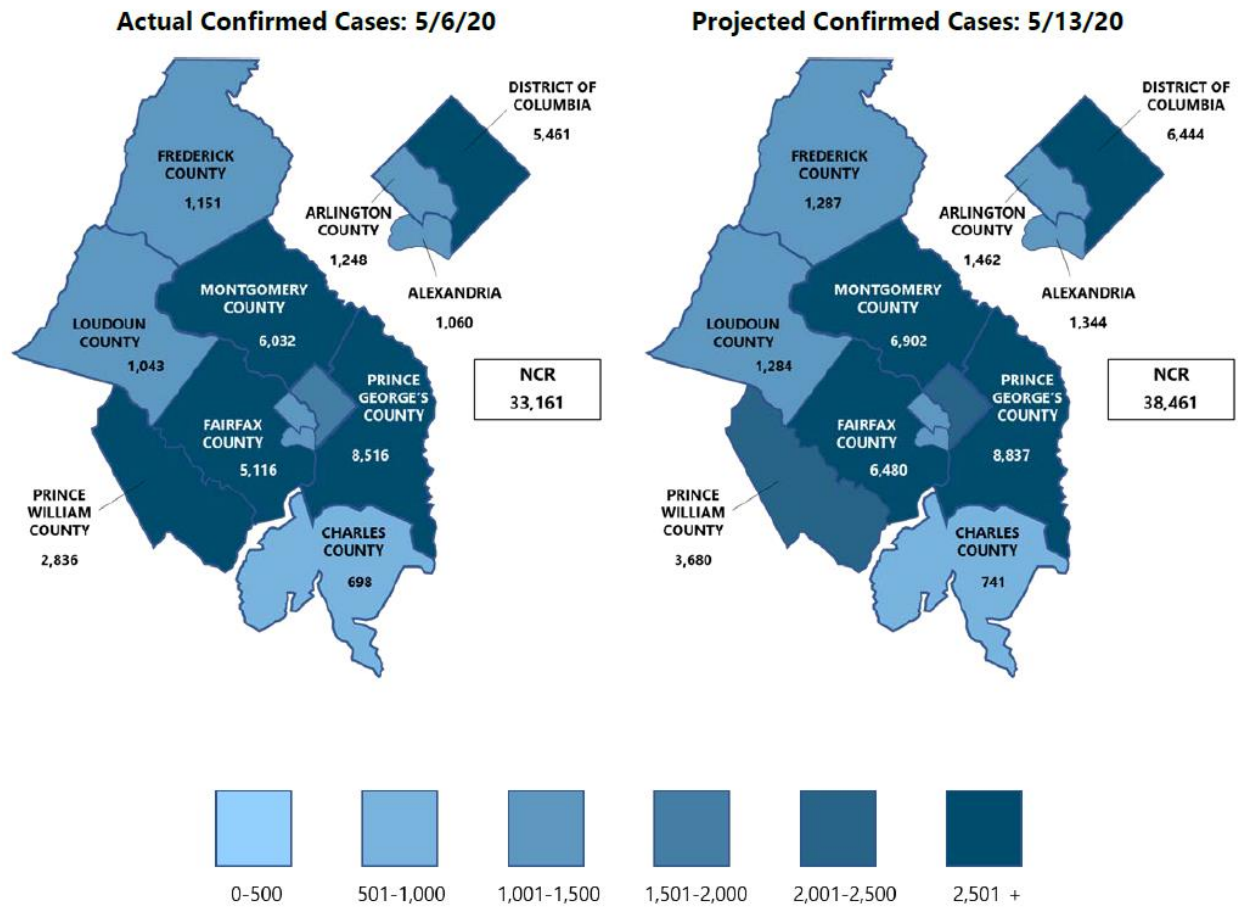 Actual Confirmed Cases: 5/6/20
DISTRICT OF
COLUMBIA
5,461
FREDERICK
COUNTY
1,151
ARLINGTON
COUNTY
1,248
ALEXANDRIA
1,060
MONTGOMERY
COUNTY
6,032
LOUDOUN
COUNTY
1,043
NCR
33,161
PRINCE
GEORGE'S
COUNTY
8,516
FAIRFAX
COUNTY
5,116
PRINCE
WILLIAM
COUNTY
2,836
CHARLES
COUNTY
698
Projected Confirmed Cases: 5/13/20
DISTRICT OF
COLUMBIA
6,444
FREDERICK
COUNTY
1,287
ARLINGTON
COUNTY
1,462
ALEXANDRIA
1,344
MONTGOMERY
COUNTY
6,902
LOUDOUN
COUNTY
1,284
NCR
38,461
PRINCE
GEORGE'S
COUNTY
8,837
FAIRFAX
COUNTY
6,480
PRINCE
WILLIAM
COUNTY
3,680
CHARLES
COUNTY
741
0-500
501-1,000
1,001-1,500
1,501-2,000
2,001-2,500
2,501 +